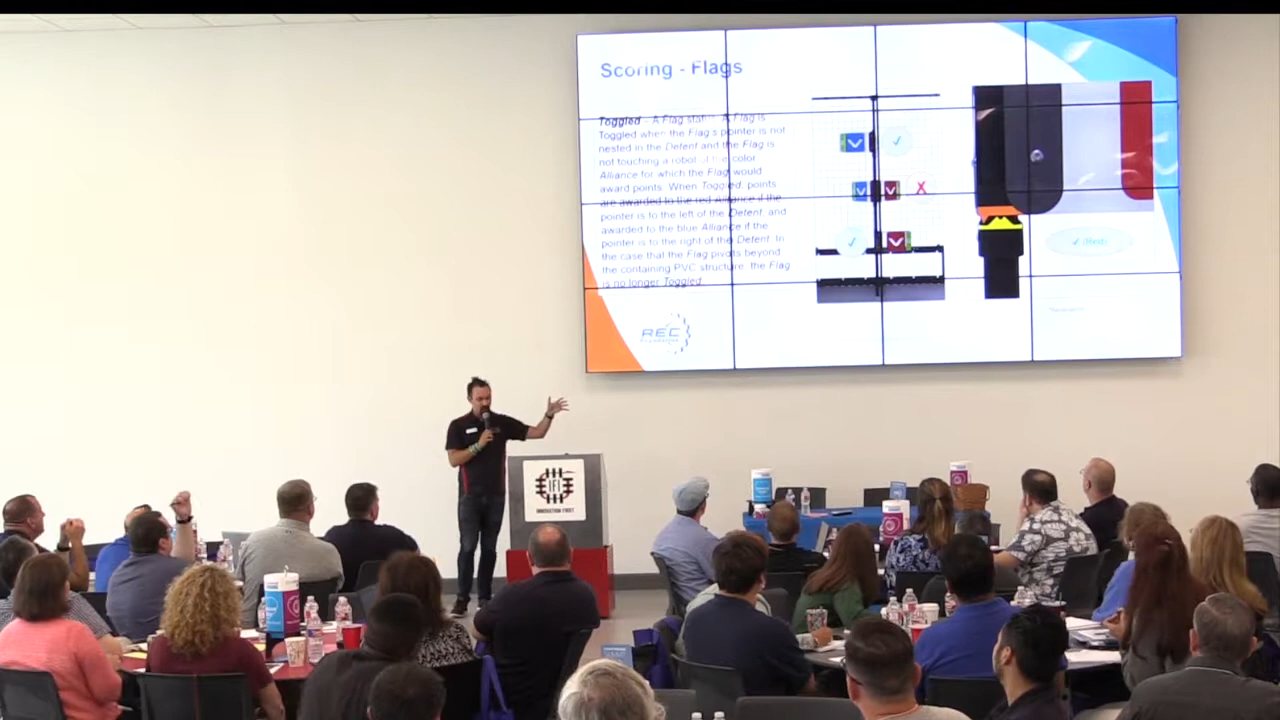 Scoring - Flags
Toggled - A Flag state. A Flag is
Toggled when the Flag's pointer is not
nested in the Detent and the Flag is
not touching a robot of the color
Alliance for which the Flag would
award points. When Toggled, points
are awarded to the red Alliance if the
pointer is to the left of the Detent, and
awarded to the blue Alliance if the
pointer is to the right of the Detent. In
the case that the Flag pivots beyond
the containing PVC structure, the Flag
is no longer Toggled.
✓
X
✓
✓ (Red)
REC
Foundation
IFI
INNOVATION FIRST